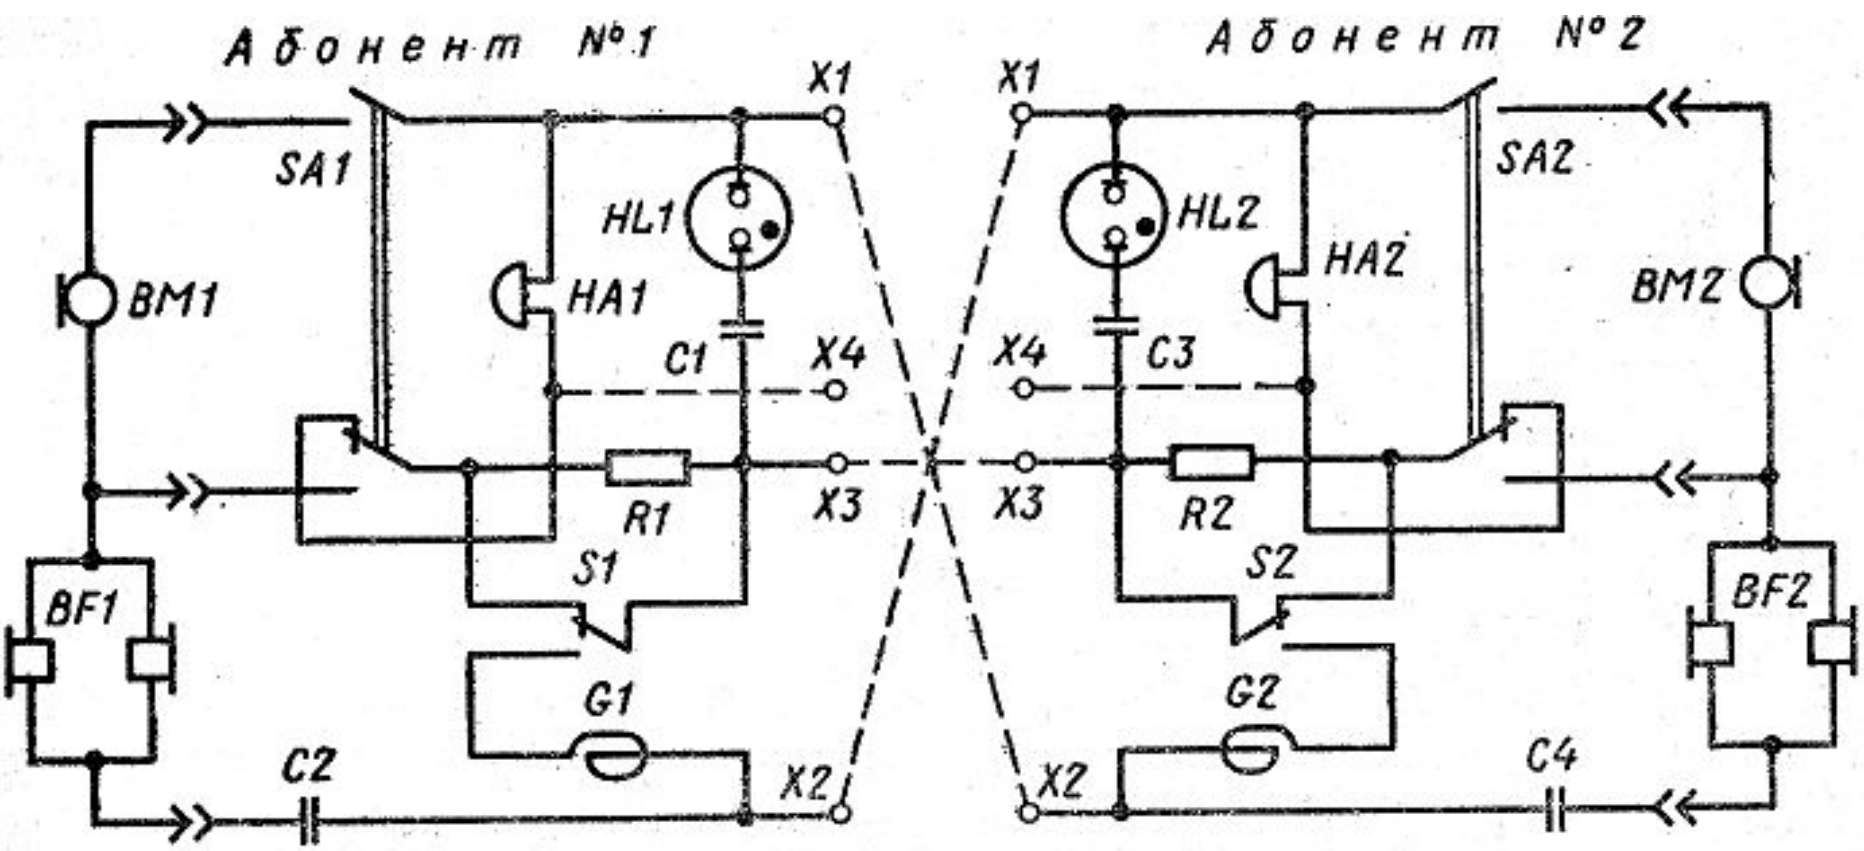 Абонент №1
Абонент №2
X1
X1
SA1
SA2
HL1
HL2
HA1
HA2
BM1
BM2
C1
X4
X4
C3
R1
X3
X3
R2
S1
S2
BF1
BF2
G1
G2
C2
X2
X2
C4